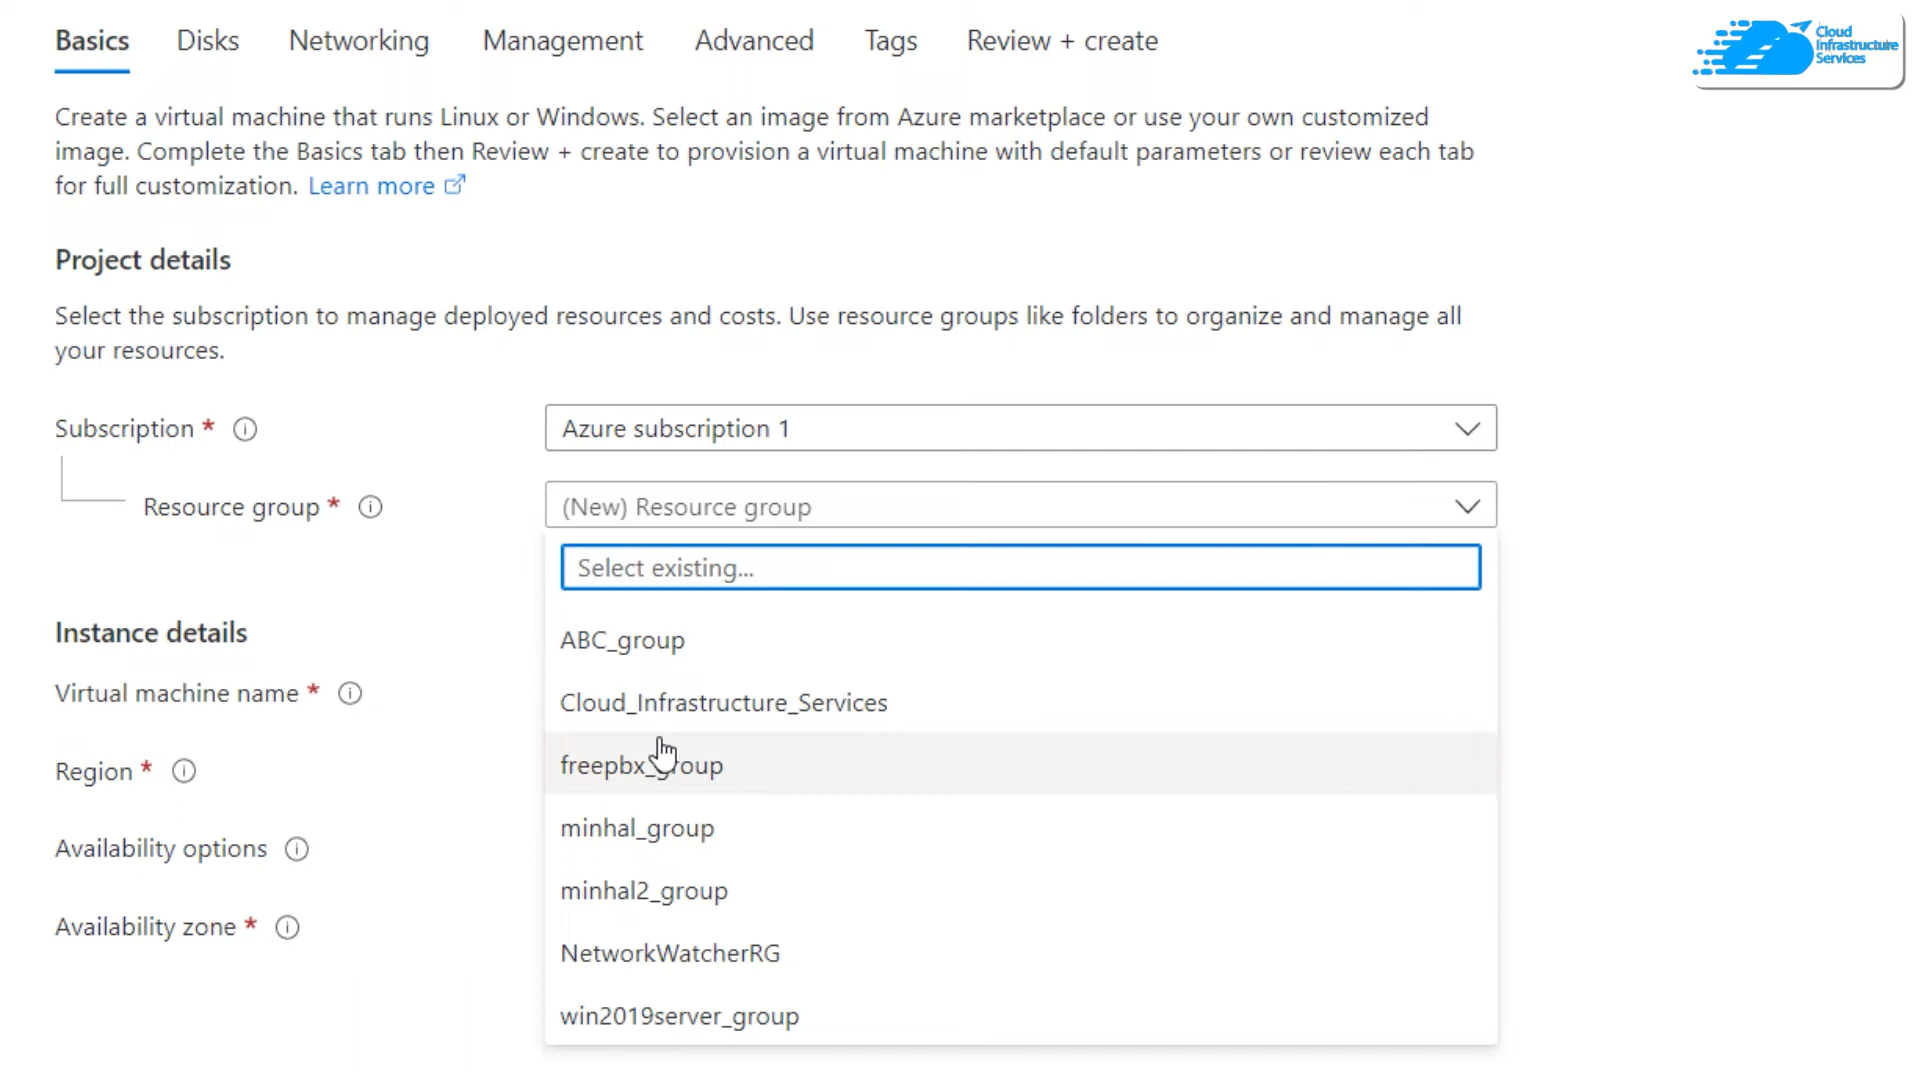 Basics Disks Networking Management Advanced Tags Review + create
Cloud
Infrastructure
Services
Create a virtual machine that runs Linux or Windows. Select an image from Azure marketplace or use your own customized
image. Complete the Basics tab then Review + create to provision a virtual machine with default parameters or review each tab
for full customization. Learn more
Project details
Select the subscription to manage deployed resources and costs. Use resource groups like folders to organize and manage all
your resources.
Subscription * Azure subscription 1
Resource group * (New) Resource group
Select existing...
Instance details
ABC_group
Virtual machine name *
Cloud_Infrastructure_Services
Region *
freepbx_group
Availability options
minhal_group
minhal2_group
Availability zone *
NetworkWatcherRG
win2019server_group